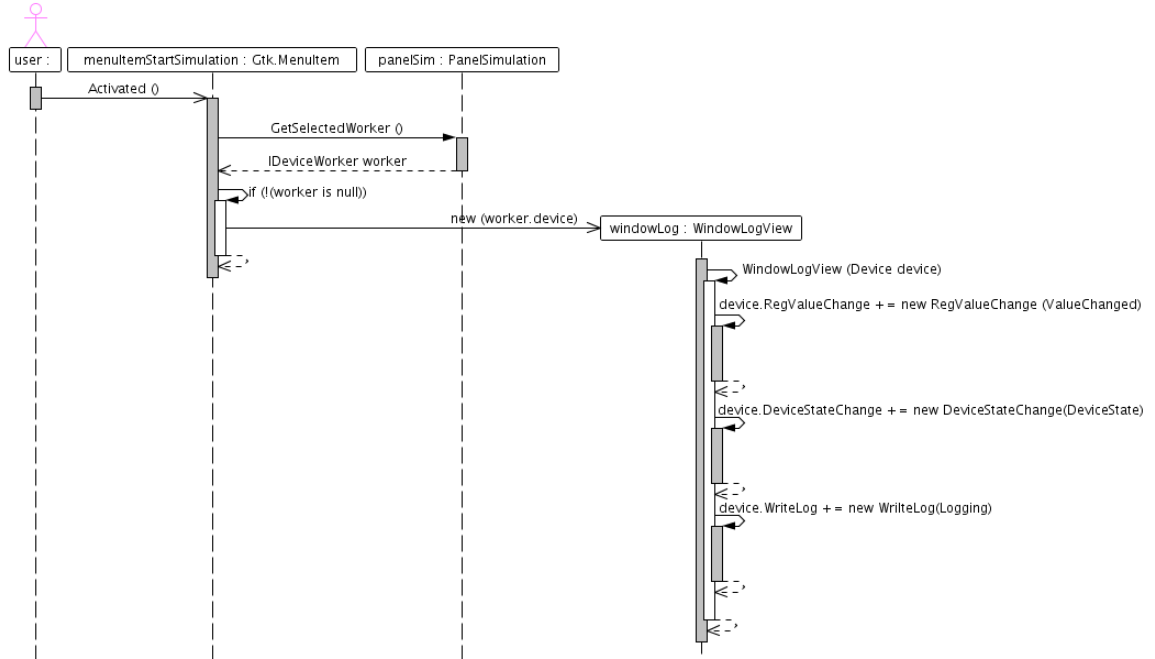 user :
menuItemStartSimulation : Gtk.MenuItem
panelSim : PanelSimulation
Activated ()
GetSelectedWorker ()
IDeviceWorker worker
if (!(worker is null))
new (worker.device)
windowLog : WindowLogView
WindowLogView (Device device)
device.RegValueChange += new RegValueChange (ValueChanged)
device.DeviceStateChange += new DeviceStateChange(DeviceState)
device.WriteLog += new WrilteLog(Logging)